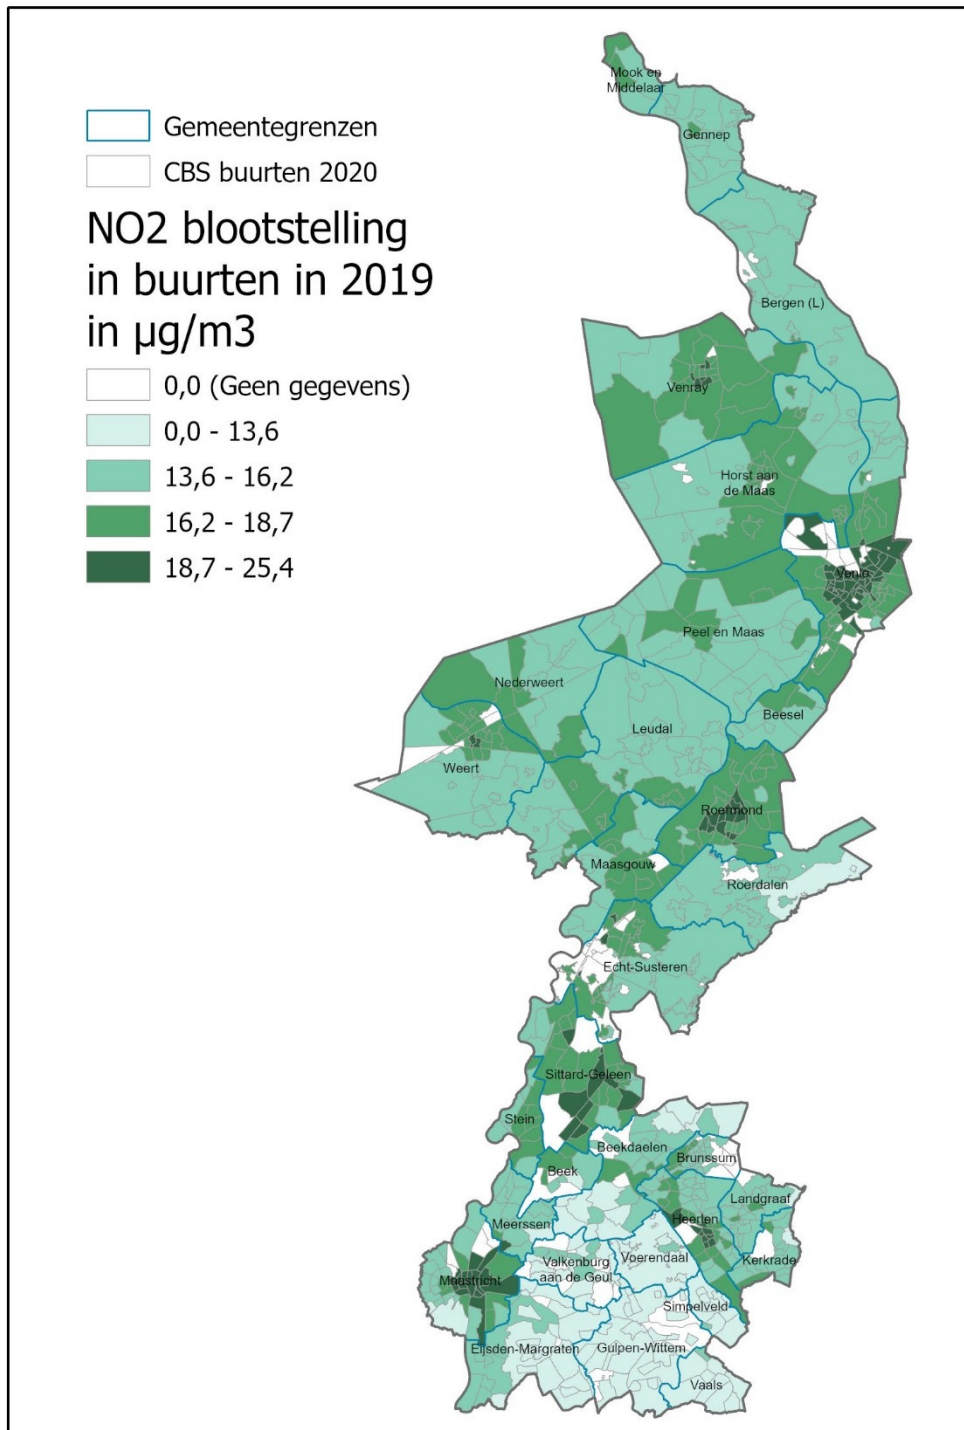 Gemeentegrenzen
CBS buurten 2020
NO2 blootstelling
in buurten in 2019
in µg/m3
0,0 (Geen gegevens)
0,0 - 13,6
13,6 - 16,2
16,2 - 18,7
18,7 - 25,4
Mook en
Middelaar
Gennep
Bergen (L)
Venray
Horst aan
de Maas
Venlo
Peel en Maas
Nederweert
Beesel
Leudal
Weert
Roermond
Maasgouw
Roerdalen
Echt-Susteren
Sittard-Geleen
Stein
Beekdaelen
Brunssum
Beek
Landgraaf
Meerssen
Heerlen
Voerendaal
Kerkrade
Valkenburg
aan de Geul
Maastricht
Simpelveld
Eijsden-Margraten
Gulpen-Wittem
Vaals